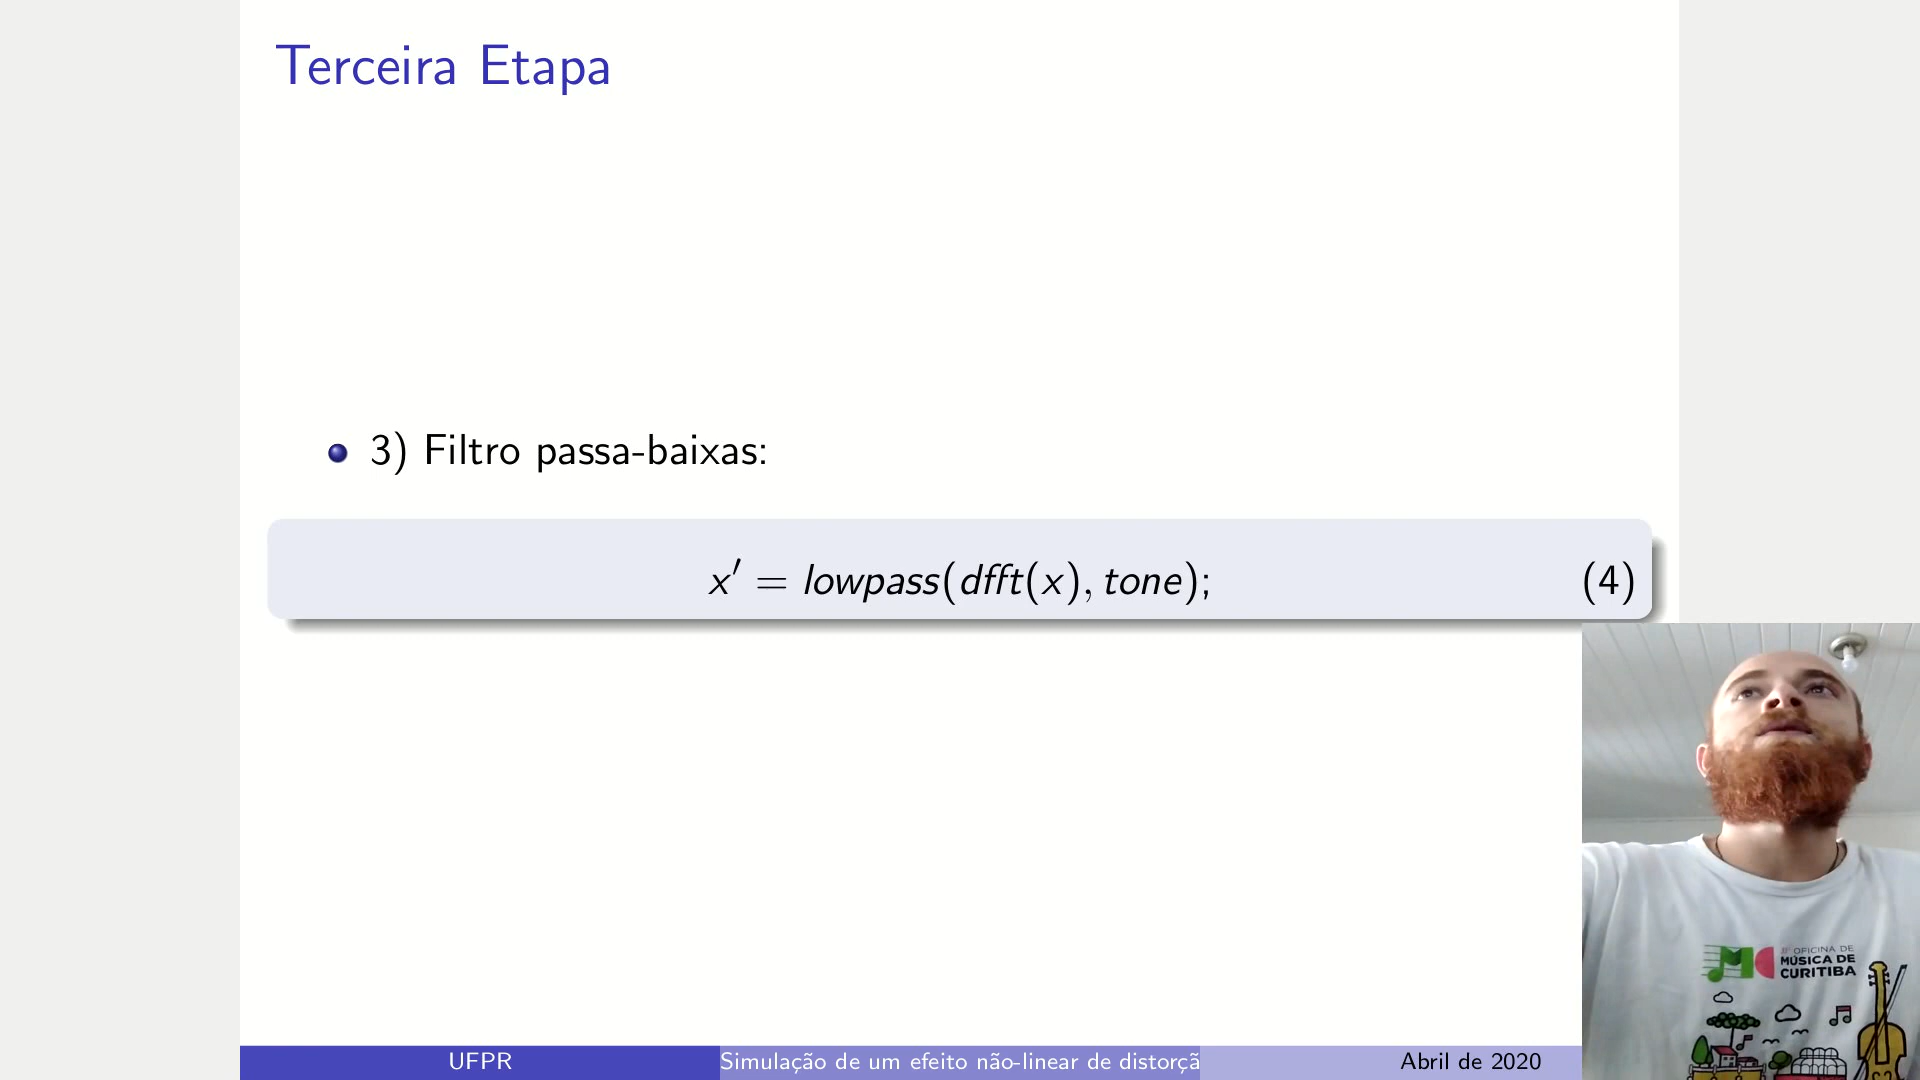 Terceira Etapa
3) Filtro passa-baixas:
x′ = lowpass(dfft(x), tone); (4)
OFICINA DE
MÚSICA DE
CURITIBA
UFPR Simulação de um efeito não-linear de distorçã Abril de 2020